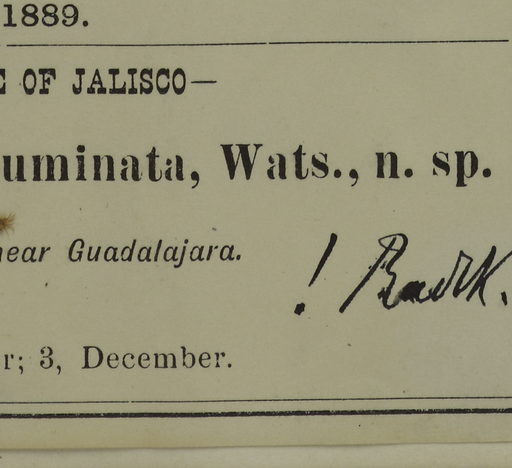 1889.
E OF JALISCO—
uminata, Wats., n. sp.
near Guadalajara.
!
r; 3, December.